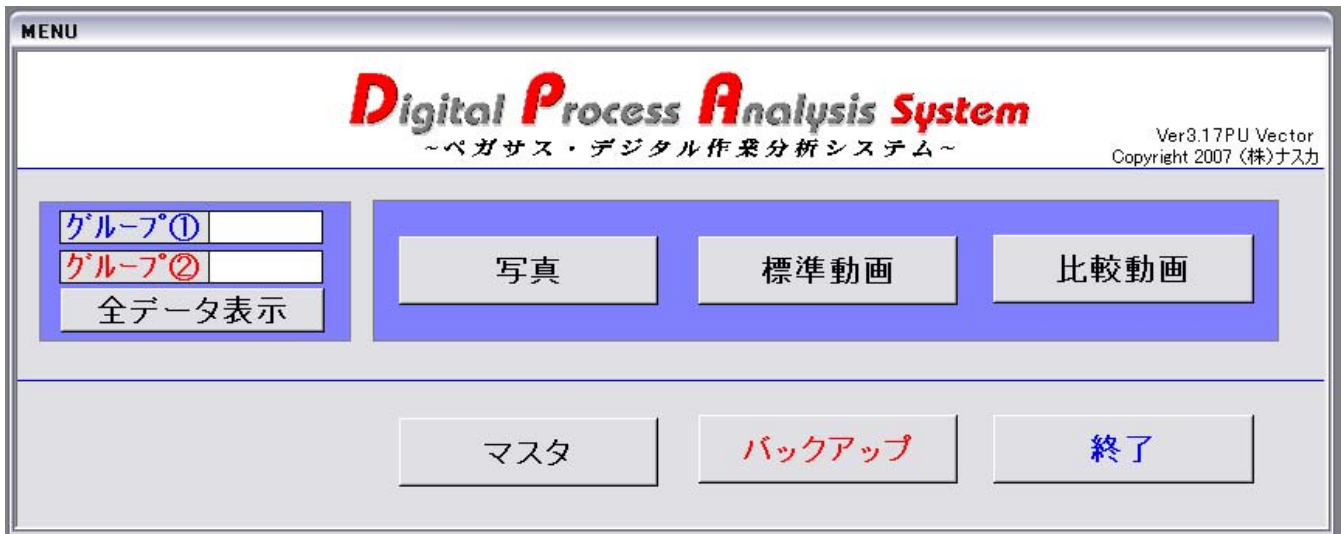 MENU
Digital Process Analysis System
~ペガサス・デジタル作業分析システム~
Ver3.17PU Vector
Copyright 2007 (株)ナスカ
グループ①
グループ②
全データ表示
写真
標準動画
比較動画
マスタ
バックアップ
終了